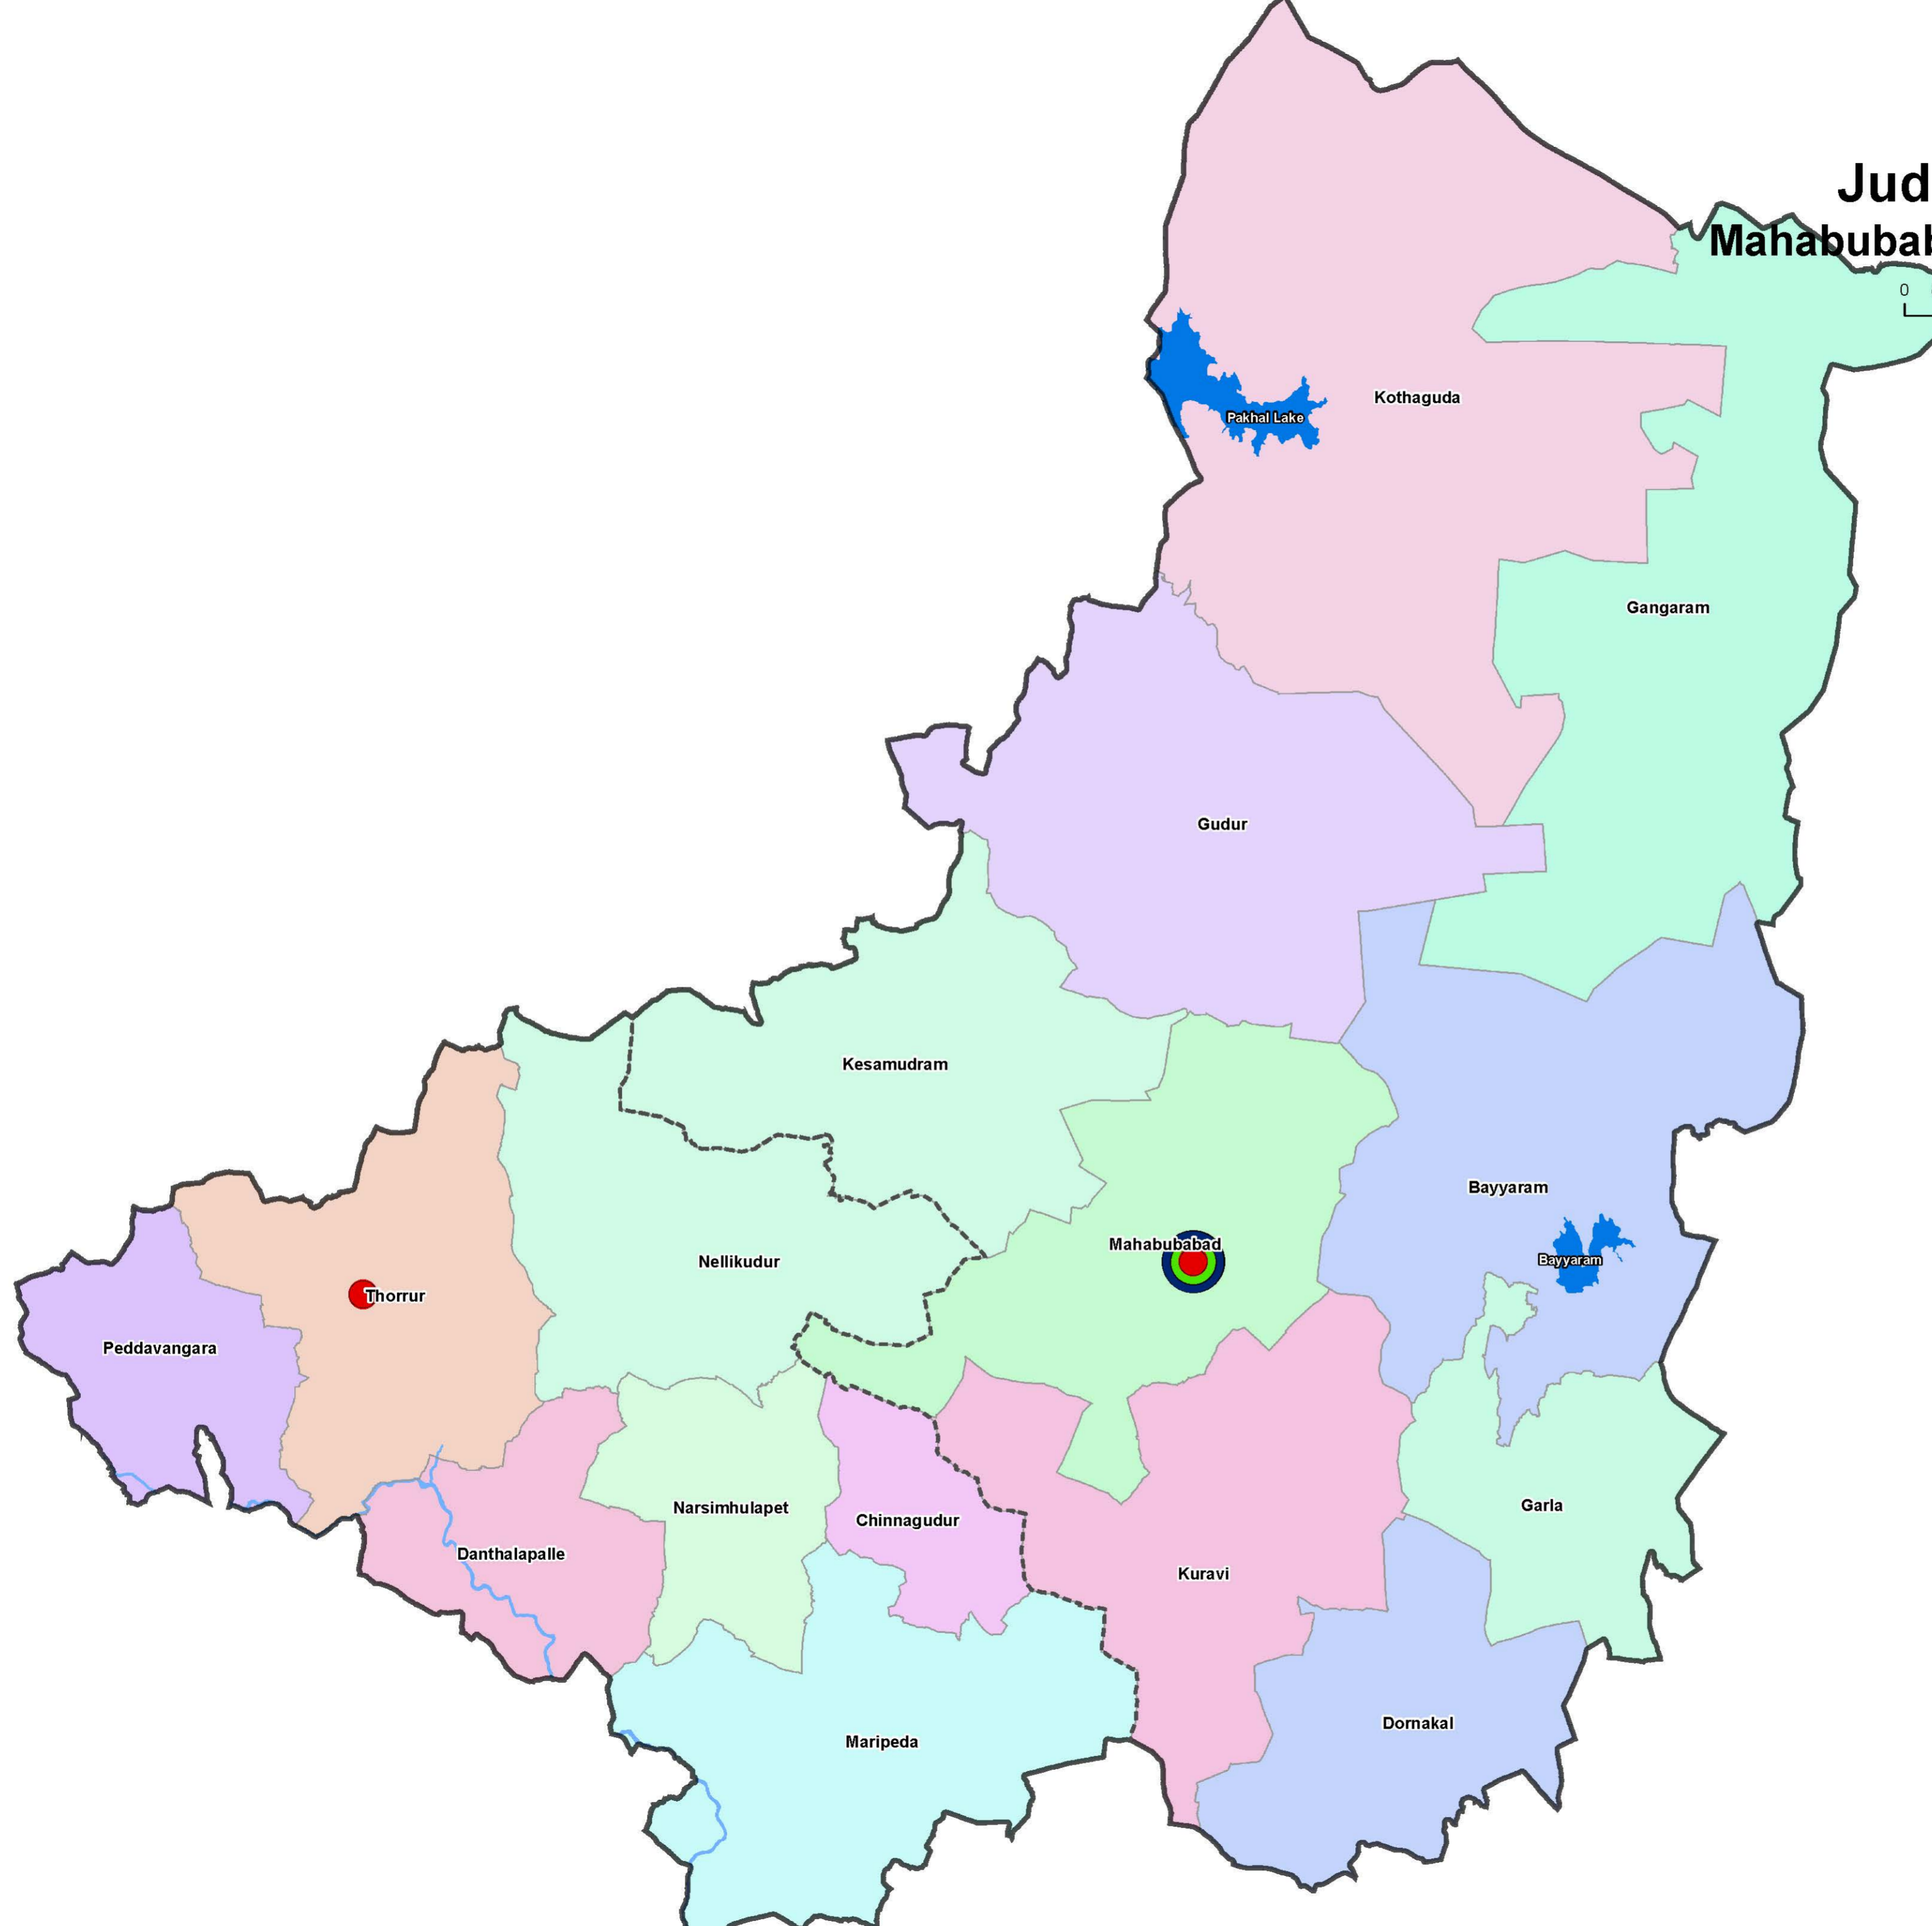 Jud
Mahabubab
0
Kothaguda
Pakhal Lake
Gangaram
Gudur
Kesamudram
Bayyaram
Mahabubabad
Nellikudur
Bayyaram
Thorrur
Peddavangara
Garla
Narsimhulapet
Chinnagudur
Danthalapalle
Kuravi
Dornakal
Maripeda